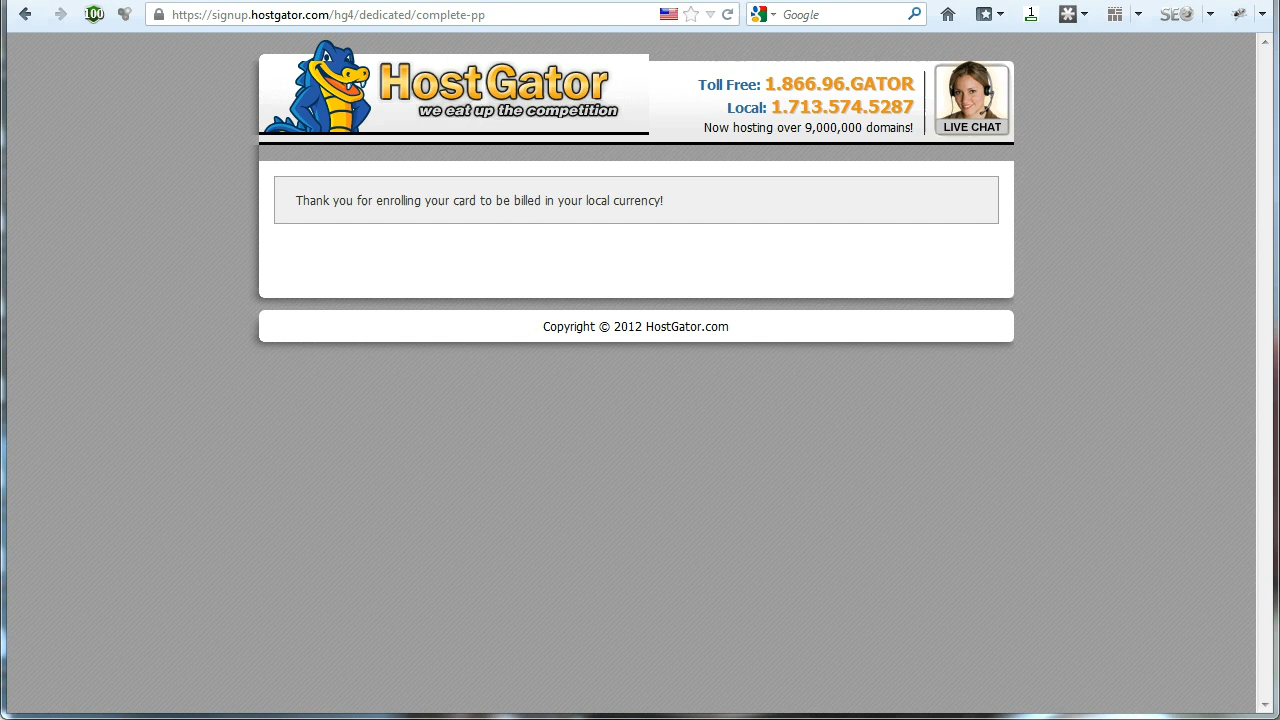 100
https://signup.hostgator.com/hg4/dedicated/complete-pp
Google
1
SEO
HostGator
we eat up the competition
Toll Free: 1.866.96.GATOR
Local: 1.713.574.5287
Now hosting over 9,000,000 domains!
LIVE CHAT
Thank you for enrolling your card to be billed in your local currency!
Copyright © 2012 HostGator.com